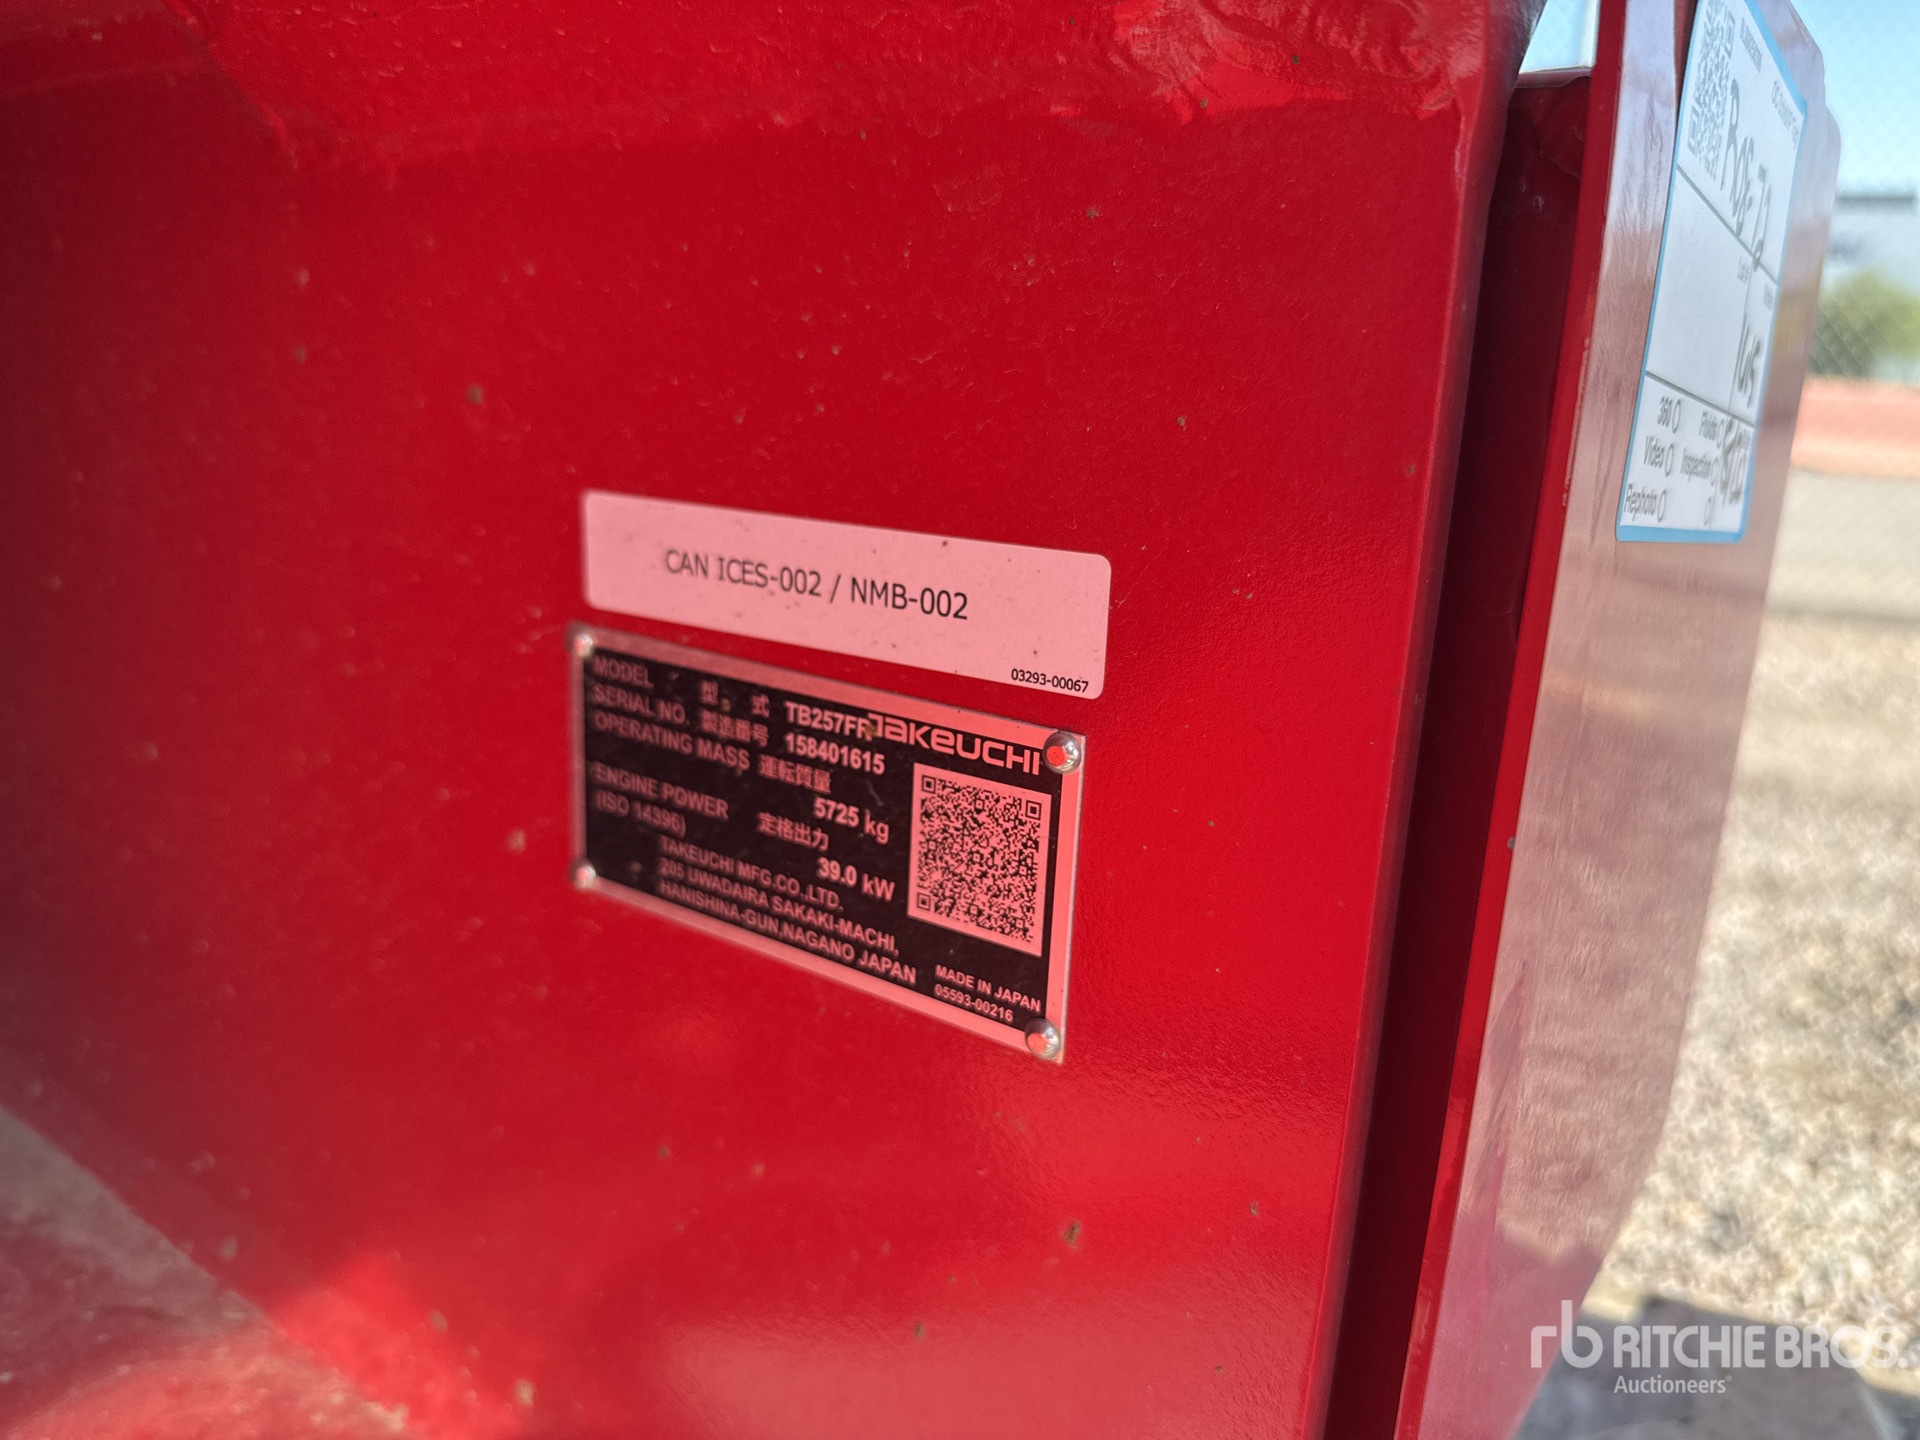 CAN ICES-002 / NMB-002
03293-00067
MODEL 型 式 TB257FR TAKEUCHI
SERIAL NO. 製造番号 158401615
OPERATING MASS 運転質量
5725 kg
ENGINE POWER 定格出力
(ISO 14396)
39.0 kW
TAKEUCHI MFG.CO.,LTD.
205 UWADAIRA SAKAKI-MACHI,
HANISHINA-GUN,NAGANO JAPAN
MADE IN JAPAN
05593-00216
360
Video
Inspection
Rephoto
rb RITCHIE BROS.
Auctioneers